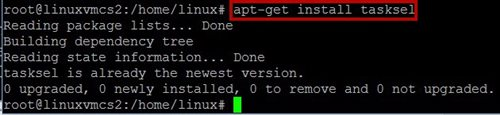 root@linuxvmcs2:/home/linux# apt-get install tasksel
Reading package lists... Done
Building dependency tree
Reading state information... Done
tasksel is already the newest version.
0 upgraded, 0 newly installed, 0 to remove and 0 not upgraded.
root@linuxvmcs2:/home/linux#